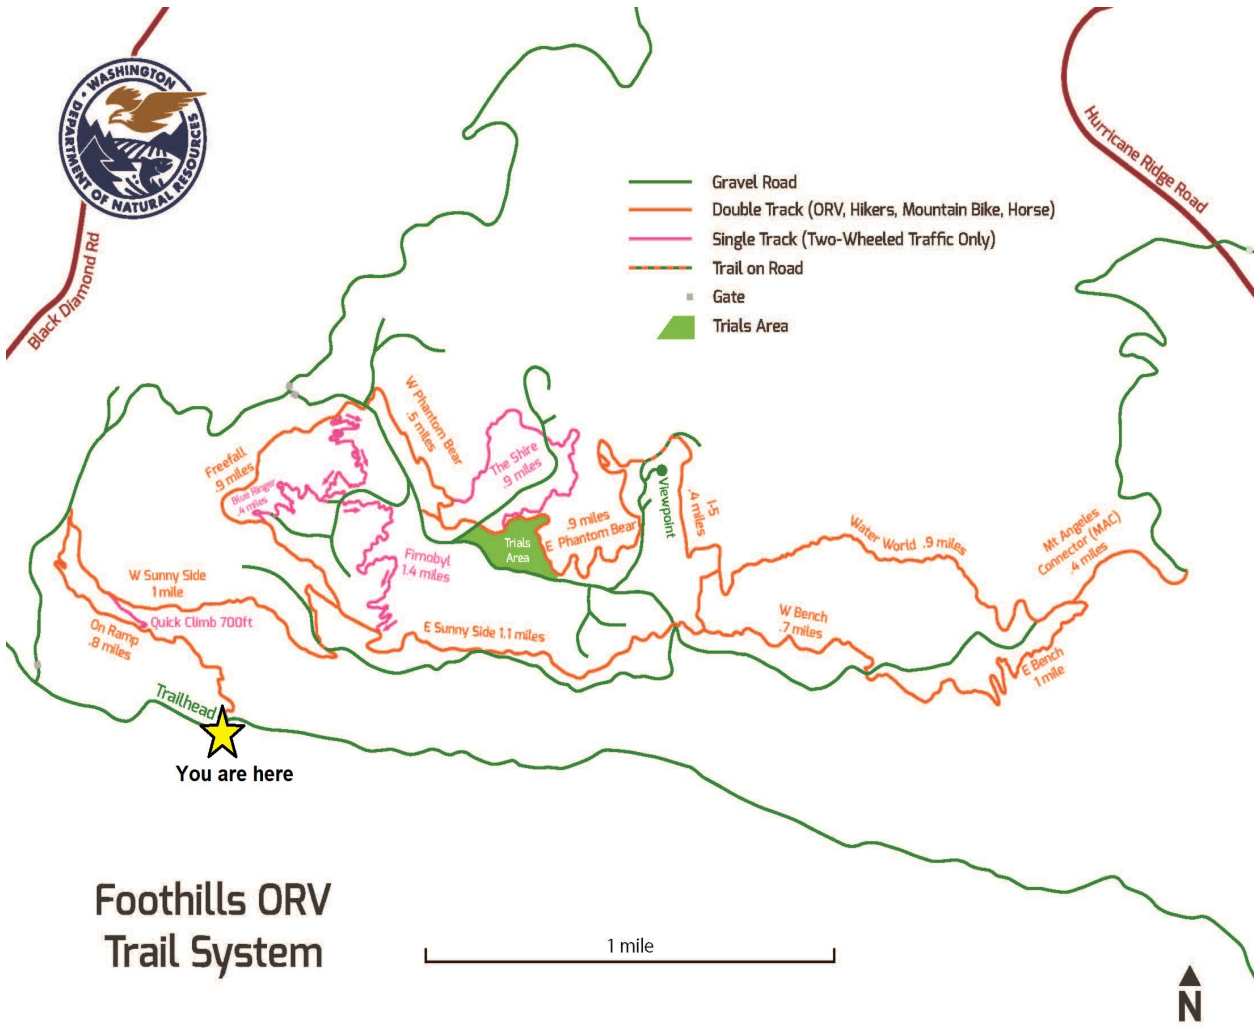 WASHINGTON
DEPARTMENT OF NATURAL RESOURCES
Black Diamond Rd
Hurricane Ridge Road
Gravel Road
Double Track (ORV, Hikers, Mountain Bike, Horse)
Single Track (Two-Wheeled Traffic Only)
Trail on Road
Gate
Trials Area
W Phantom Bear
.5 miles
The Shire
.9 miles
Freefall
.9 miles
Blue Ringer
.4 miles
Viewpoint
I-5
.4 miles
.9 miles
E Phantom Bear
Trials
Area
Water World .9 miles
Mt Angeles
Connector (MAC)
.4 miles
Firnobyl
1.4 miles
W Sunny Side
1 mile
Quick Climb 700ft
On Ramp
.8 miles
E Sunny Side 1.1 miles
W Bench
.7 miles
E Bench
1 mile
Trailhead
You are here
Foothills ORV
Trail System
1 mile
N